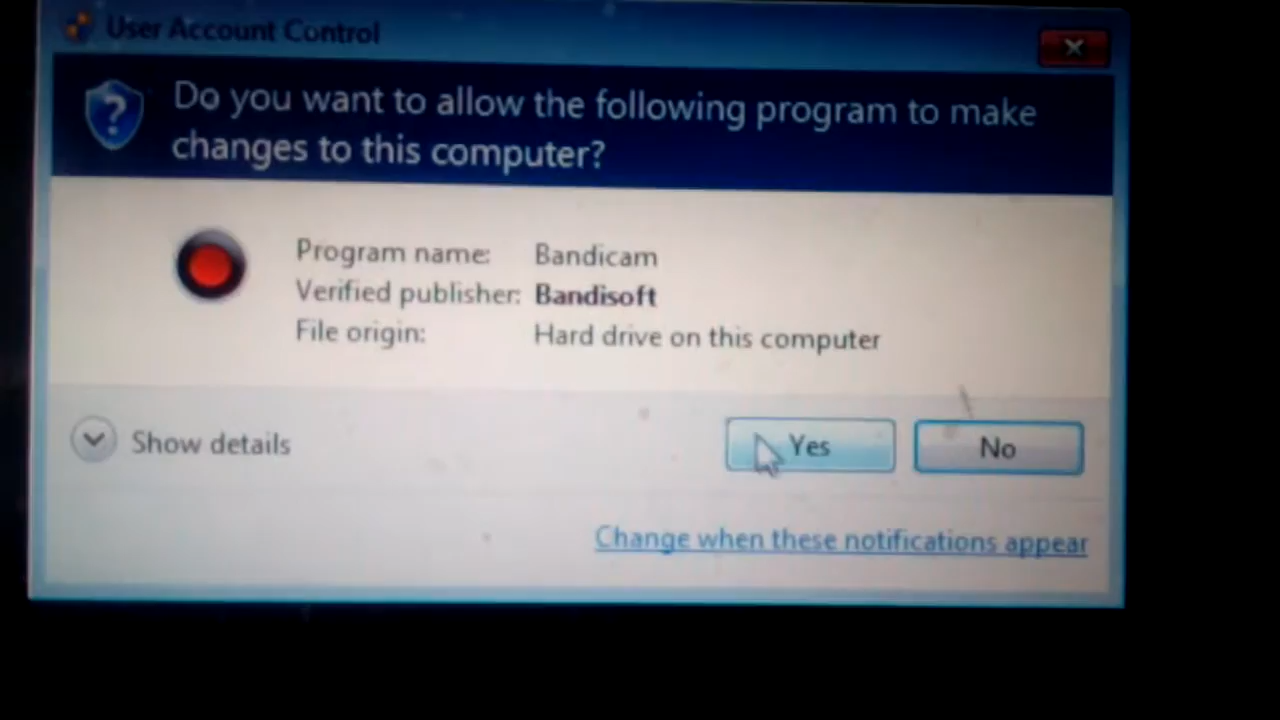 User Account Control
Do you want to allow the following program to make
changes to this computer?
Program name: Bandicam
Verified publisher: Bandisoft
File origin: Hard drive on this computer
Show details
Yes
No
Change when these notifications appear